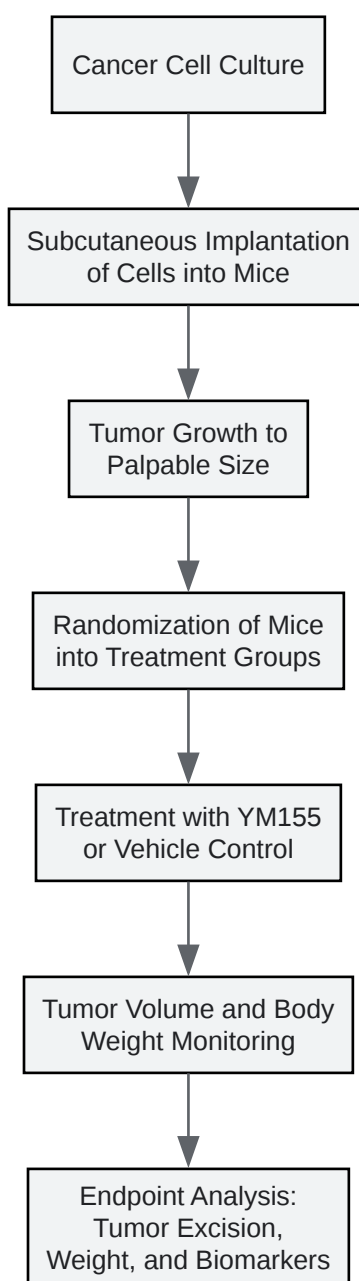 Cancer Cell Culture
Subcutaneous Implantation
of Cells into Mice
Tumor Growth to
Palpable Size
Randomization of Mice
into Treatment Groups
Treatment with YM155
or Vehicle Control
Tumor Volume and Body
Weight Monitoring
Endpoint Analysis:
Tumor Excision,
Weight, and Biomarkers